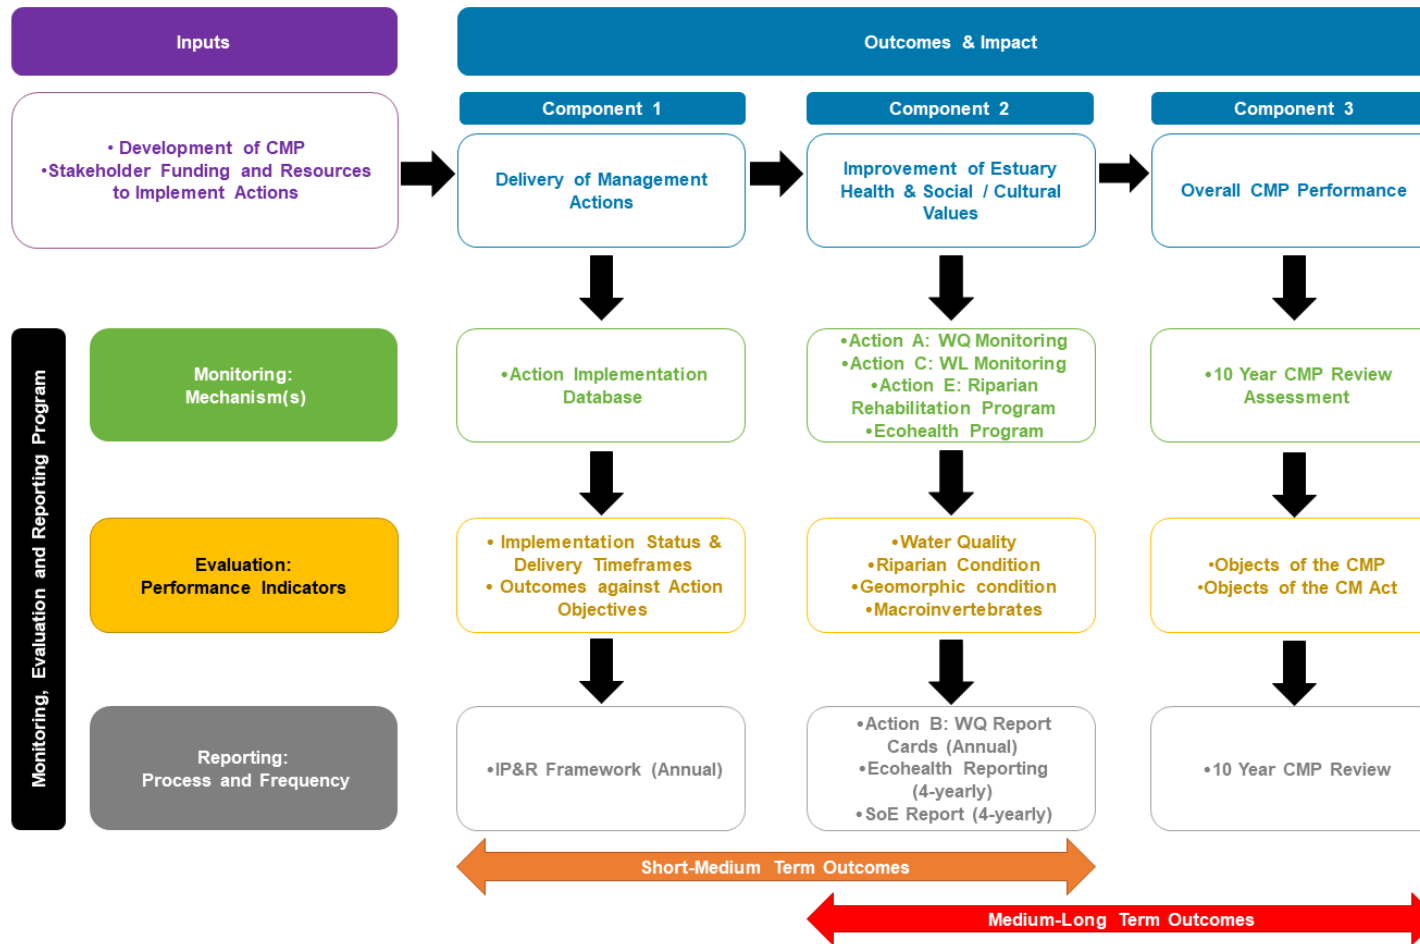 Inputs
Outcomes & Impact
• Development of CMP
•Stakeholder Funding and Resources
to Implement Actions
Component 1
Component 2
Component 3
Delivery of Management
Actions
Improvement of Estuary
Health & Social / Cultural
Values
Overall CMP Performance
Monitoring, Evaluation and Reporting Program
Monitoring:
Mechanism(s)
•Action Implementation
Database
•Action A: WQ Monitoring
•Action C: WL Monitoring
•Action E: Riparian
Rehabilitation Program
•Ecohealth Program
•10 Year CMP Review
Assessment
Evaluation:
Performance Indicators
• Implementation Status &
Delivery Timeframes
• Outcomes against Action
Objectives
•Water Quality
•Riparian Condition
•Geomorphic condition
•Macroinvertebrates
•Objects of the CMP
•Objects of the CM Act
Reporting:
Process and Frequency
•IP&R Framework (Annual)
•Action B: WQ Report
Cards (Annual)
•Ecohealth Reporting
(4-yearly)
•SoE Report (4-yearly)
•10 Year CMP Review
Short-Medium Term Outcomes
Medium-Long Term Outcomes